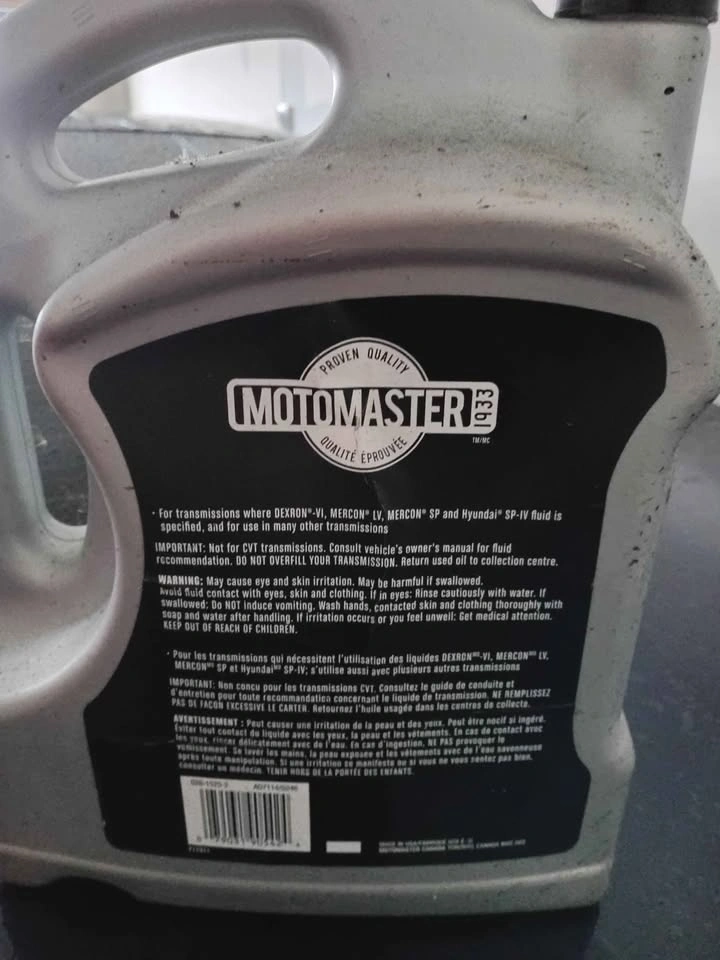 PROVEN QUALITY
MOTOMASTER 1933
QUALITÉ ÉPROUVÉE
TM/MC
· For transmissions where DEXRON®-VI, MERCON® LV, MERCON® SP and Hyundai® SP-IV fluid is
specified, and for use in many other transmissions
IMPORTANT: Not for CVT transmissions. Consult vehicle's owner's manual for fluid
recommendation. DO NOT OVERFILL YOUR TRANSMISSION. Return used oil to collection centre.
WARNING: May cause eye and skin irritation. May be harmful if swallowed.
Avoid fluid contact with eyes, skin and clothing. If in eyes: Rinse cautiously with water. If
swallowed: Do NOT induce vomiting. Wash hands, contacted skin and clothing thoroughly with
soap and water after handling. If irritation occurs or you feel unwell: Get medical attention.
KEEP OUT OF REACH OF CHILDREN.
· Pour les transmissions qui nécessitent l'utilisation des liquides DEXRON MD-VI, MERCON MD LV,
MERCON MD SP et Hyundai MD SP-IV; s'utilise aussi avec plusieurs autres transmissions
IMPORTANT: Non concu pour les transmissions CVT. Consultez le guide de conduite et
d'entretien pour toute recommandation concernant le liquide de transmission. NE REMPLISSEZ
PAS DE FACON EXCESSIVE LE CARTER. Retournez l'huile usagée dans les centres de collecte.
AVERTISSEMENT : Peut causer une irritation de la peau et des yeux. Peut être nocif si ingéré.
Éviter tout contact du liquide avec les yeux, la peau et les vêtements. En cas de contact avec
les yeux, rincer délicatement avec de l'eau. En cas d'ingestion, NE PAS provoquer le
vomissement. Se laver les mains, la peau exposée et les vêtements avec de l'eau savonneuse
après toute manipulation. Si une irritation se manifeste ou si vous ne vous sentez pas bien,
consulter un médecin. TENIR HORS DE LA PORTÉE DES ENFANTS.